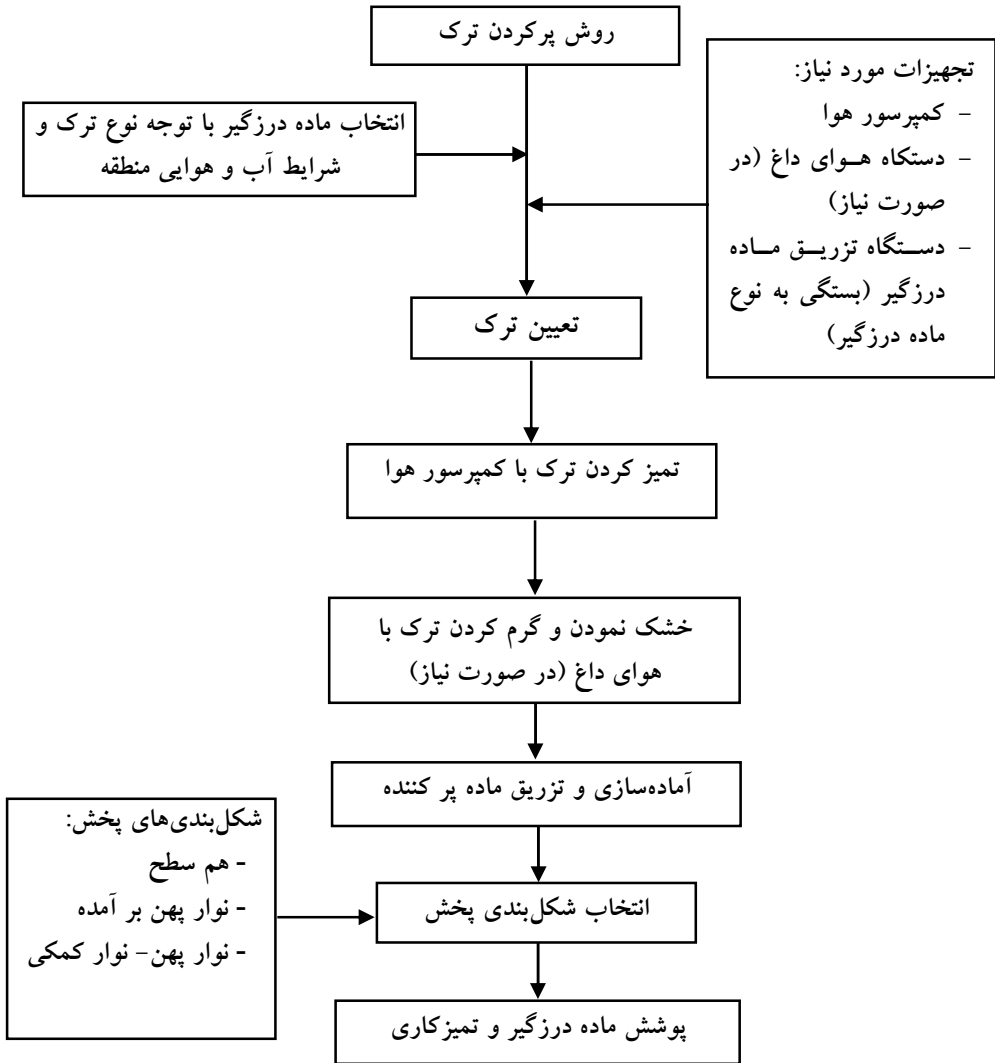 روش پرکردن ترک
تجهیزات مورد نیاز:
– کمپرسور هوا
– دستکاه هوای داغ (در
صورت نیاز)
– دستگاه تزریق ماده
درزگیر (بستگی به نوع
ماده درزگیر)
انتخاب ماده درزگیر با توجه نوع ترک و
شرایط آب و هوایی منطقه
تعیین ترک
تمیز کردن ترک با کمپرسور هوا
خشک نمودن و گرم کردن ترک با
هوای داغ (در صورت نیاز)
آماده‌سازی و تزریق ماده پر کننده
شکل‌بندی‌های پخش:
- هم سطح
- نوار پهن بر آمده
- نوار پهن– نوار کمکی
انتخاب شکل‌بندی پخش
پوشش ماده درزگیر و تمیزکاری